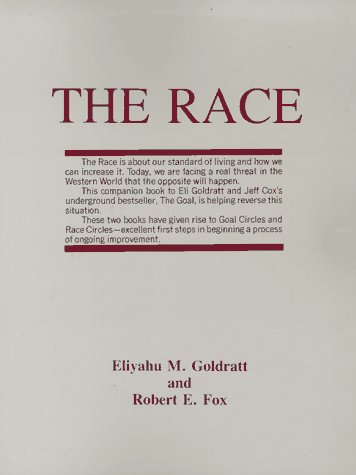 THE RACE
The Race is about our standard of living and how we
can increase it. Today, we are facing a real threat in the
Western World that the opposite will happen.
This companion book to Eli Goldratt and Jeff Cox's
underground bestseller, The Goal, is helping reverse this
situation.
These two books have given rise to Goal Circles and
Race Circles—excellent first steps in beginning a process
of ongoing improvement.
Eliyahu M. Goldratt
and
Robert E. Fox